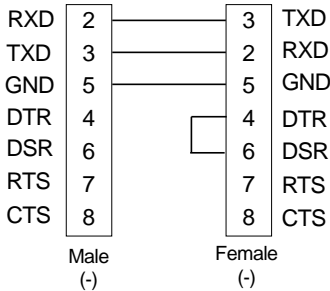 RXD 2 3 TXD
TXD 3 2 RXD
GND 5 5 GND
DTR 4 4 DTR
DSR 6 6 DSR
RTS 7 7 RTS
CTS 8 8 CTS
Male Female
(-) (-)